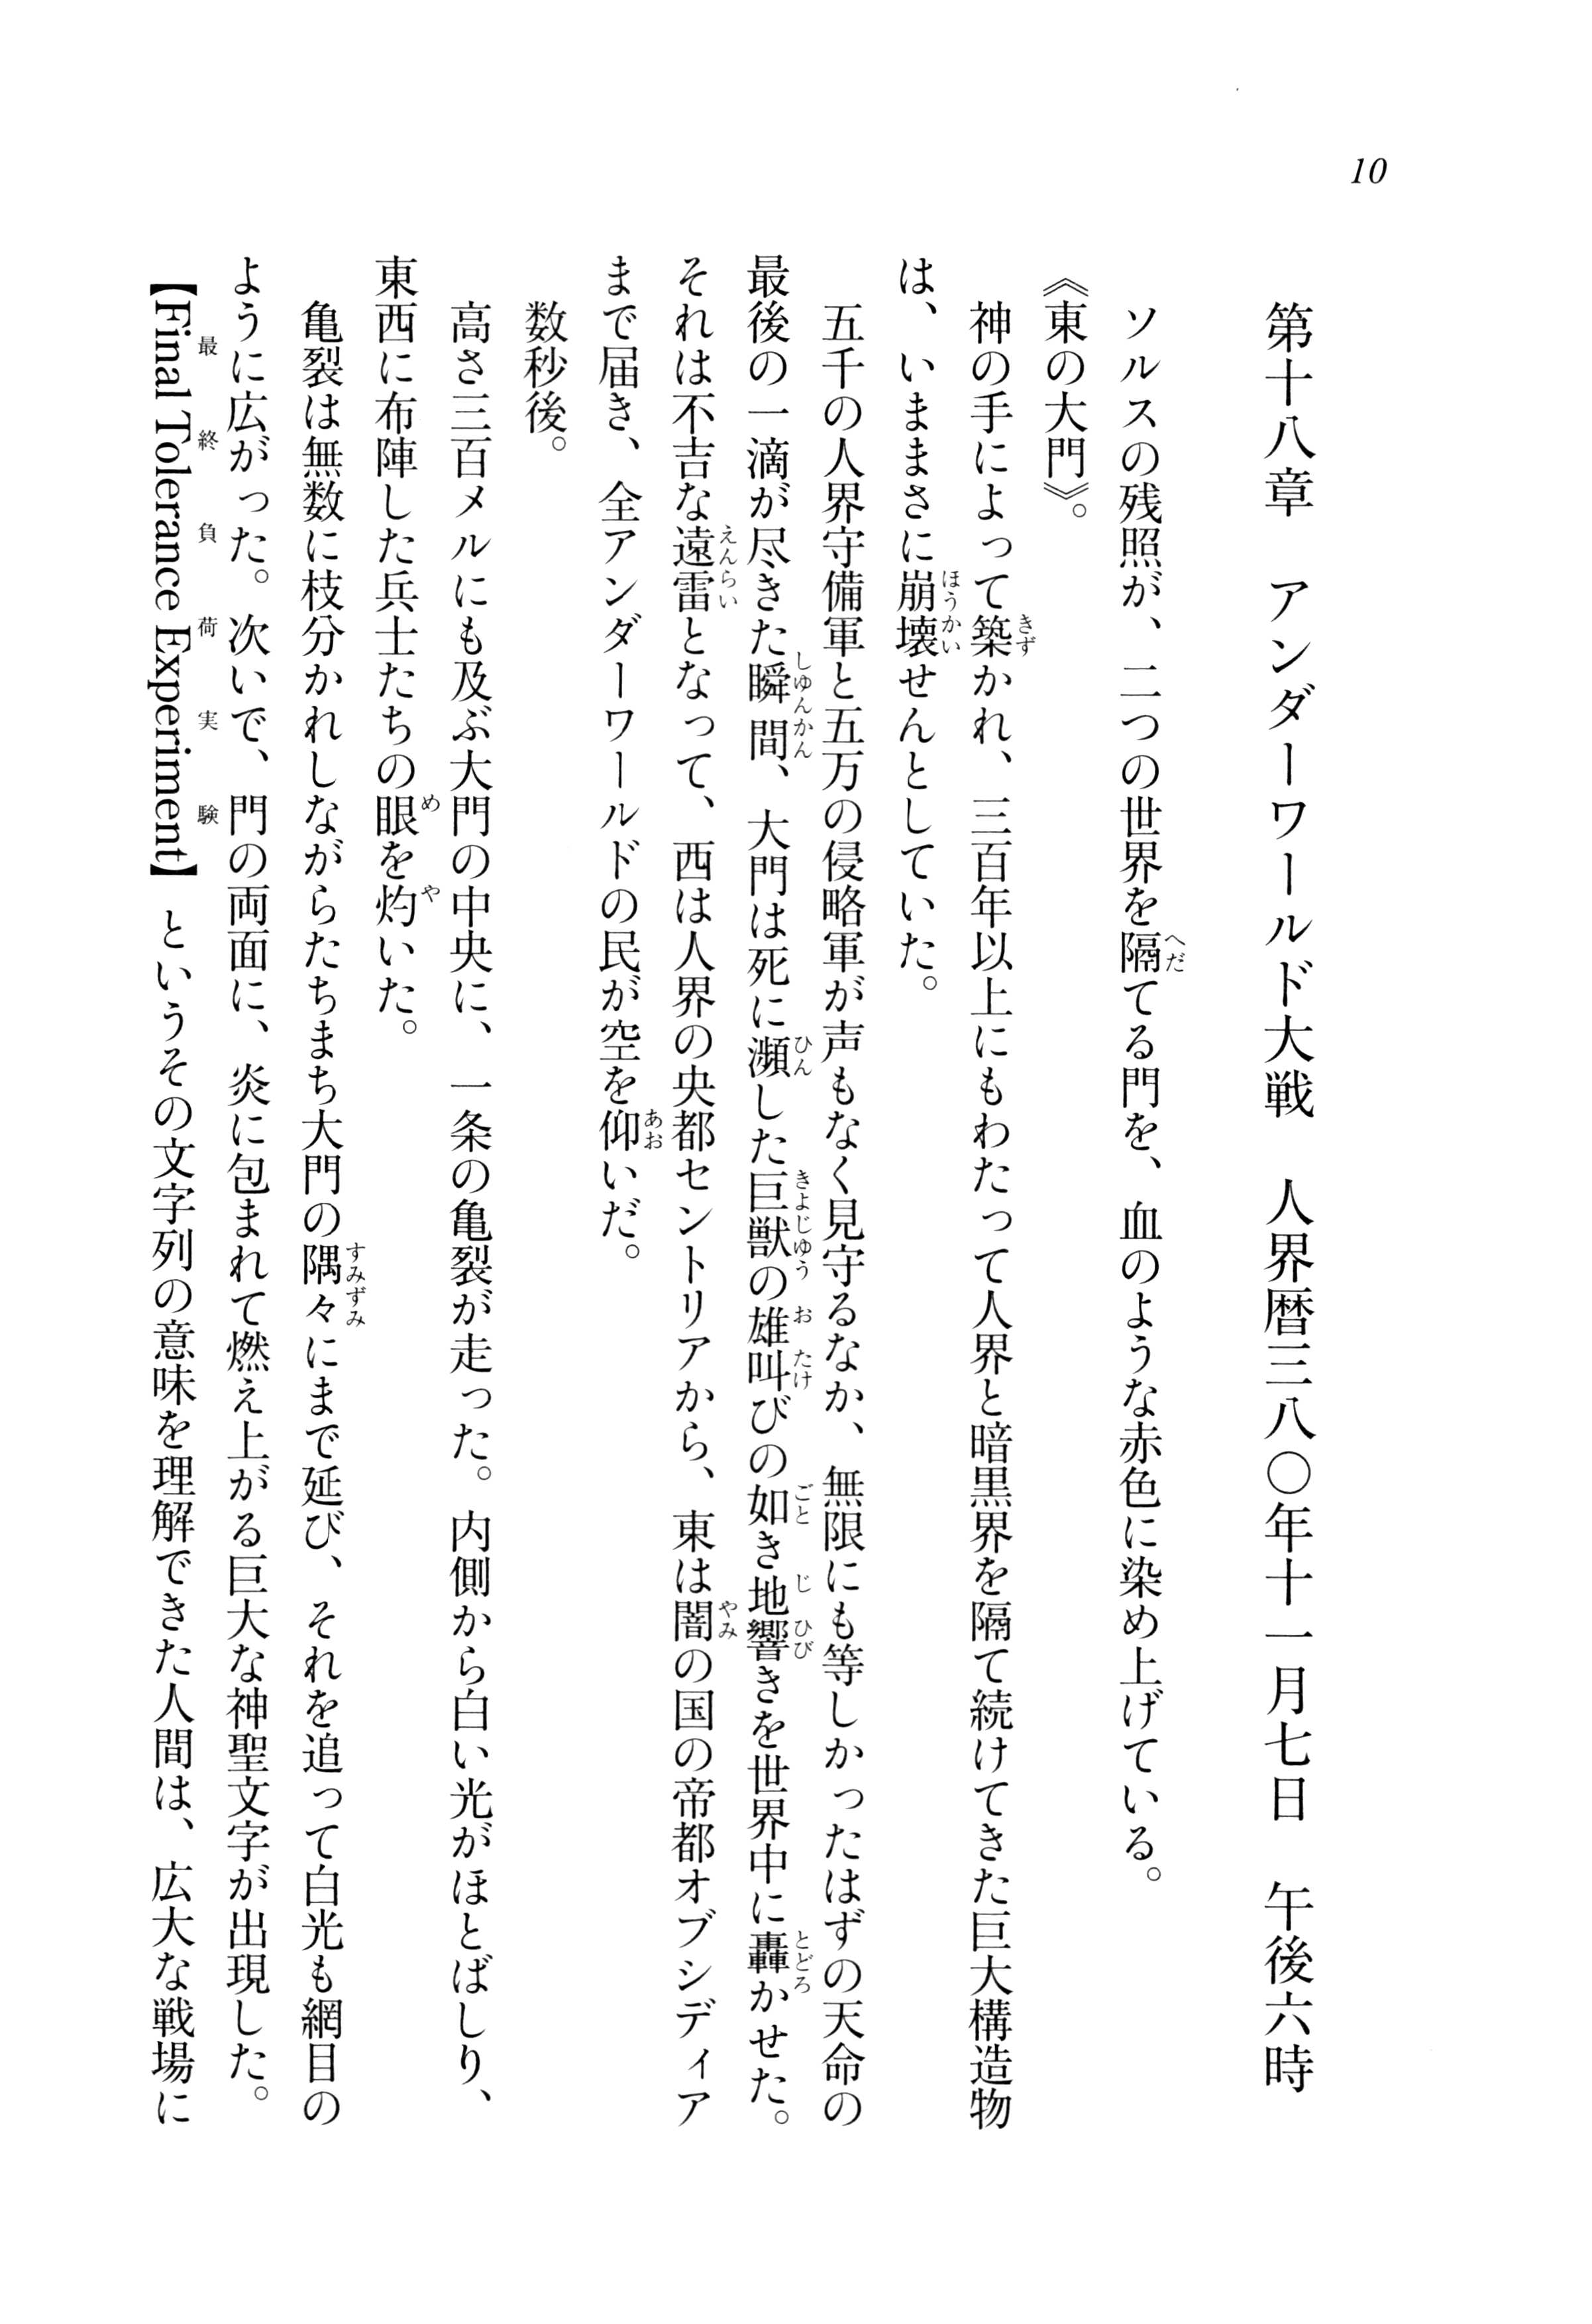 10
第十八章　アンダーワールド大戦　人界暦三八〇年十一月七日　午後六時
ソルスの残照が、二つの世界を隔てる門を、血のような赤色に染め上げている。
《東の大門》。
神の手によって築かれ、三百年以上にもわたって人界と暗黒界を隔て続けてきた巨大構造物
は、いままさに崩壊せんとしていた。
五千の人界守備軍と五万の侵略軍が声もなく見守るなか、無限にも等しかったはずの天命の
最後の一滴が尽きた瞬間、大門は死に瀕した巨獣の雄叫びの如き地響きを世界中に轟かせた。
それは不吉な遠雷となって、西は人界の央都セントリアから、東は闇の国の帝都オブシディア
まで届き、全アンダーワールドの民が空を仰いだ。
数秒後。
高さ三百メルにも及ぶ大門の中央に、一条の亀裂が走った。内側から白い光がほとばしり、
東西に布陣した兵士たちの眼を灼いた。
亀裂は無数に枝分かれしながらたちまち大門の隅々にまで延び、それを追って白光も網目の
ように広がった。次いで、門の両面に、炎に包まれて燃え上がる巨大な神聖文字が出現した。
【Final Tolerance Experiment】というその文字列の意味を理解できた人間は、広大な戦場に